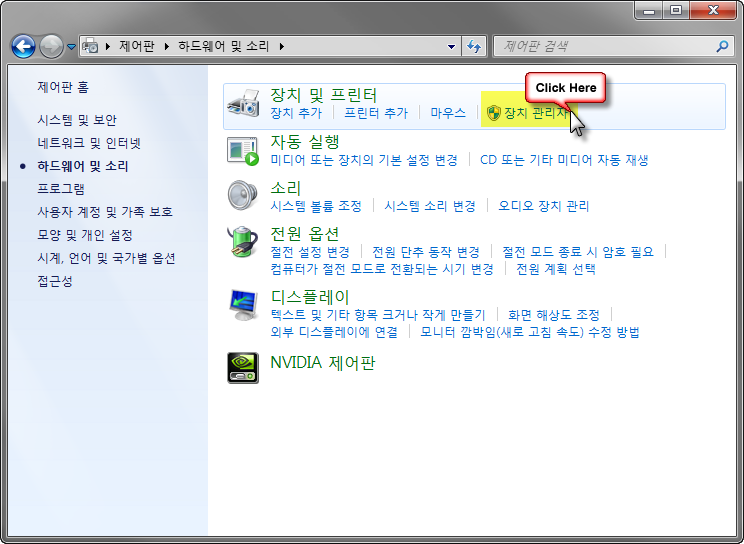 제어판 ▸ 하드웨어 및 소리 ▸
제어판 검색
제어판 홈
시스템 및 보안
네트워크 및 인터넷
하드웨어 및 소리
프로그램
사용자 계정 및 가족 보호
모양 및 개인 설정
시계, 언어 및 국가별 옵션
접근성
장치 및 프린터
장치 추가 | 프린터 추가 | 마우스 | 장치 관리자
Click Here
자동 실행
미디어 또는 장치의 기본 설정 변경 | CD 또는 기타 미디어 자동 재생
소리
시스템 볼륨 조정 | 시스템 소리 변경 | 오디오 장치 관리
전원 옵션
절전 설정 변경 | 전원 단추 동작 변경 | 절전 모드 종료 시 암호 필요 |
컴퓨터가 절전 모드로 전환되는 시기 변경 | 전원 계획 선택
디스플레이
텍스트 및 기타 항목 크거나 작게 만들기 | 화면 해상도 조정 |
외부 디스플레이에 연결 | 모니터 깜박임(새로 고침 속도) 수정 방법
NVIDIA 제어판